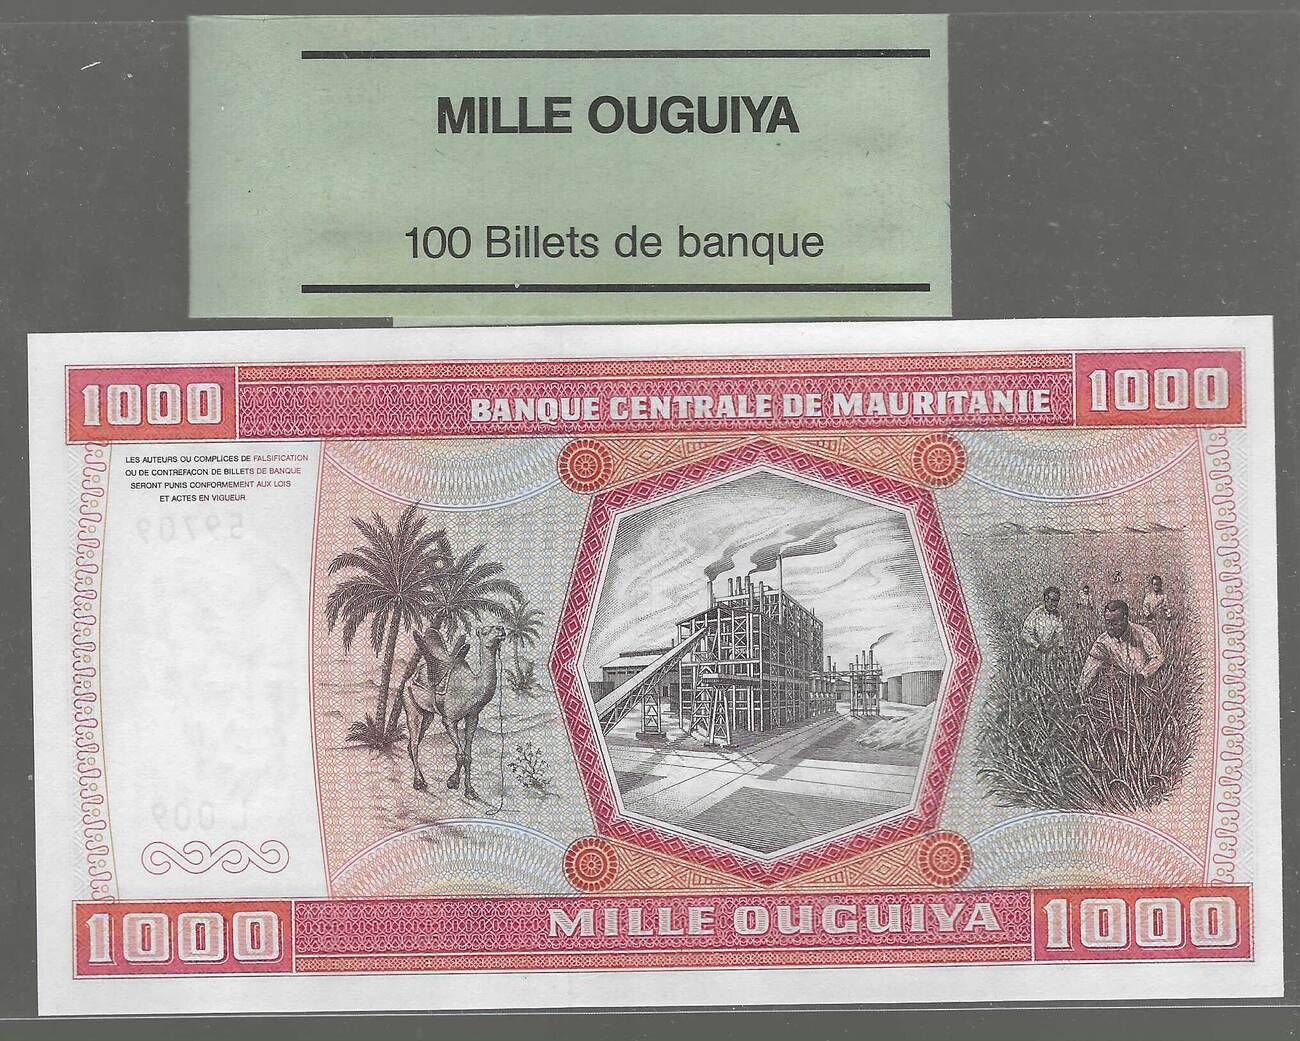 MILLE OUGUIYA
100 Billets de banque
1000 BANQUE CENTRALE DE MAURITANIE 1000
LES AUTEURS OU COMPLICES DE FALSIFICATION
OU DE CONTREFACON DE BILLETS DE BANQUE
SERONT PUNIS CONFORMEMENT AUX LOIS
ET ACTES EN VIGUEUR
59709
L 009
1000 MILLE OUGUIYA 1000